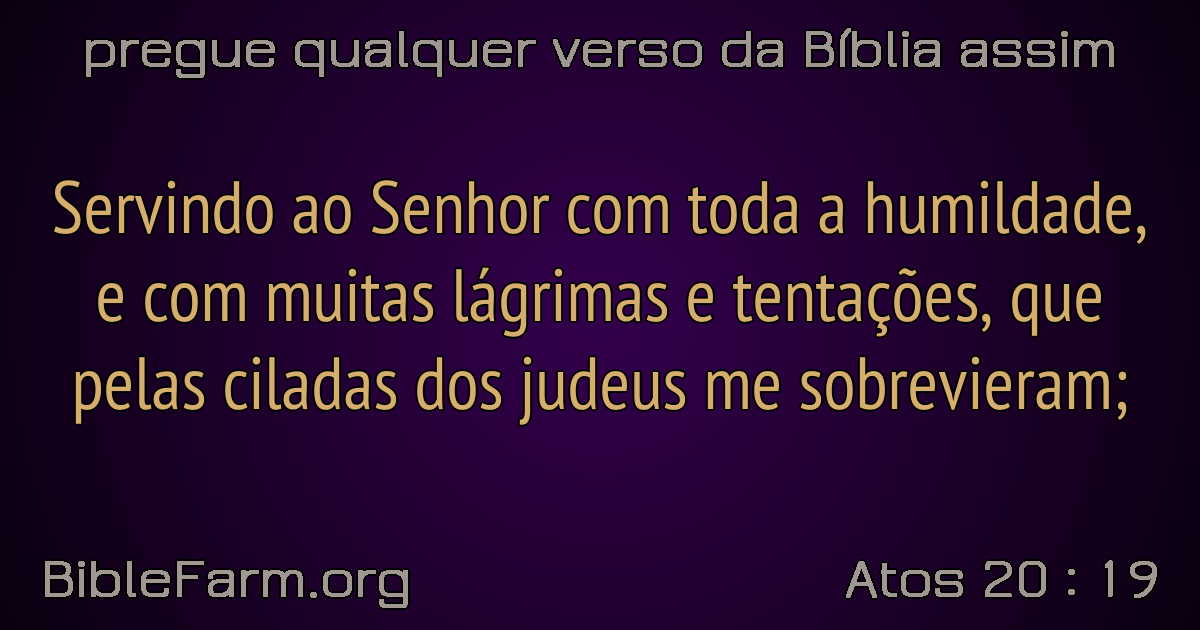 pregue qualquer verso da Bíblia assim
Servindo ao Senhor com toda a humildade,
e com muitas lágrimas e tentações, que
pelas ciladas dos judeus me sobrevieram;
BibleFarm.org
Atos 20 : 19